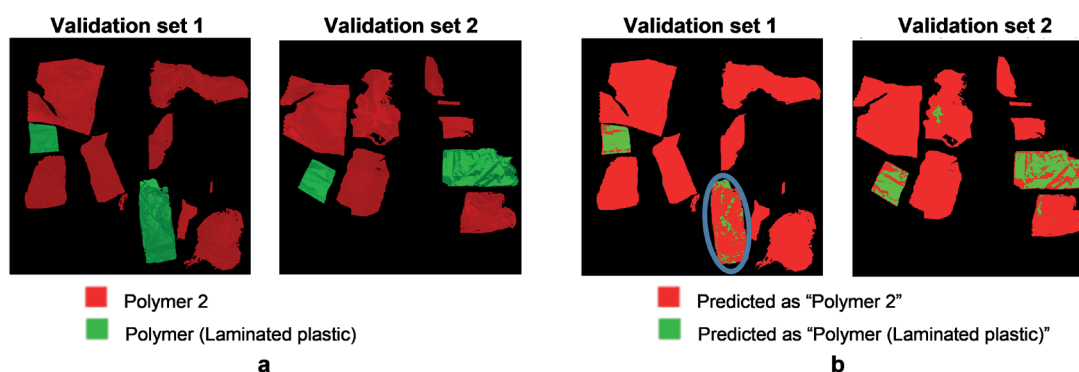 Validation set 1
Validation set 2
Polymer 2
Polymer (Laminated plastic)
a
Validation set 1
Validation set 2
Predicted as “Polymer 2”
Predicted as “Polymer (Laminated plastic)”
b